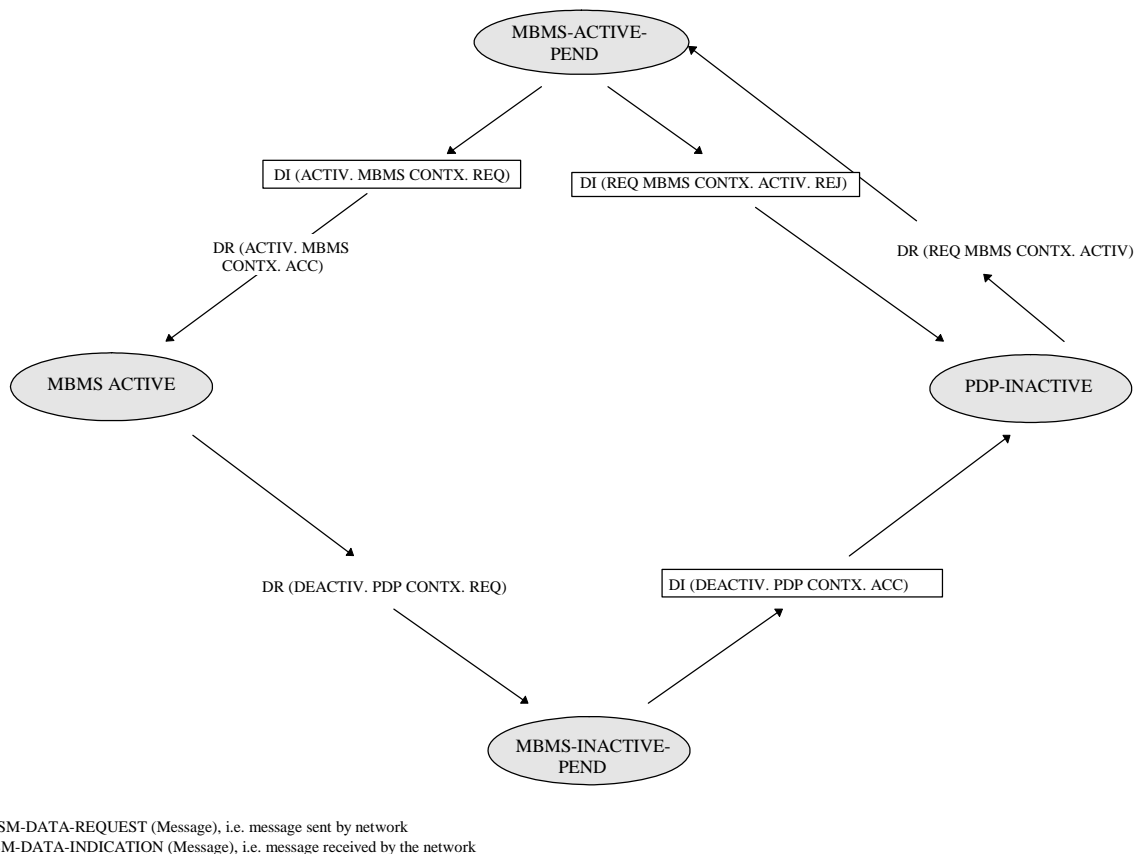 MBMS-ACTIVE-
PEND
DI (ACTIV. MBMS CONTX. REQ)
DI (REQ MBMS CONTX. ACTIV. REJ)
DR (ACTIV. MBMS
CONTX. ACC)
DR (REQ MBMS CONTX. ACTIV)
MBMS ACTIVE
PDP-INACTIVE
DR (DEACTIV. PDP CONTX. REQ)
DI (DEACTIV. PDP CONTX. ACC)
MBMS-INACTIVE-
PEND
SM-DATA-REQUEST (Message), i.e. message sent by network
M-DATA-INDICATION (Message), i.e. message received by the network